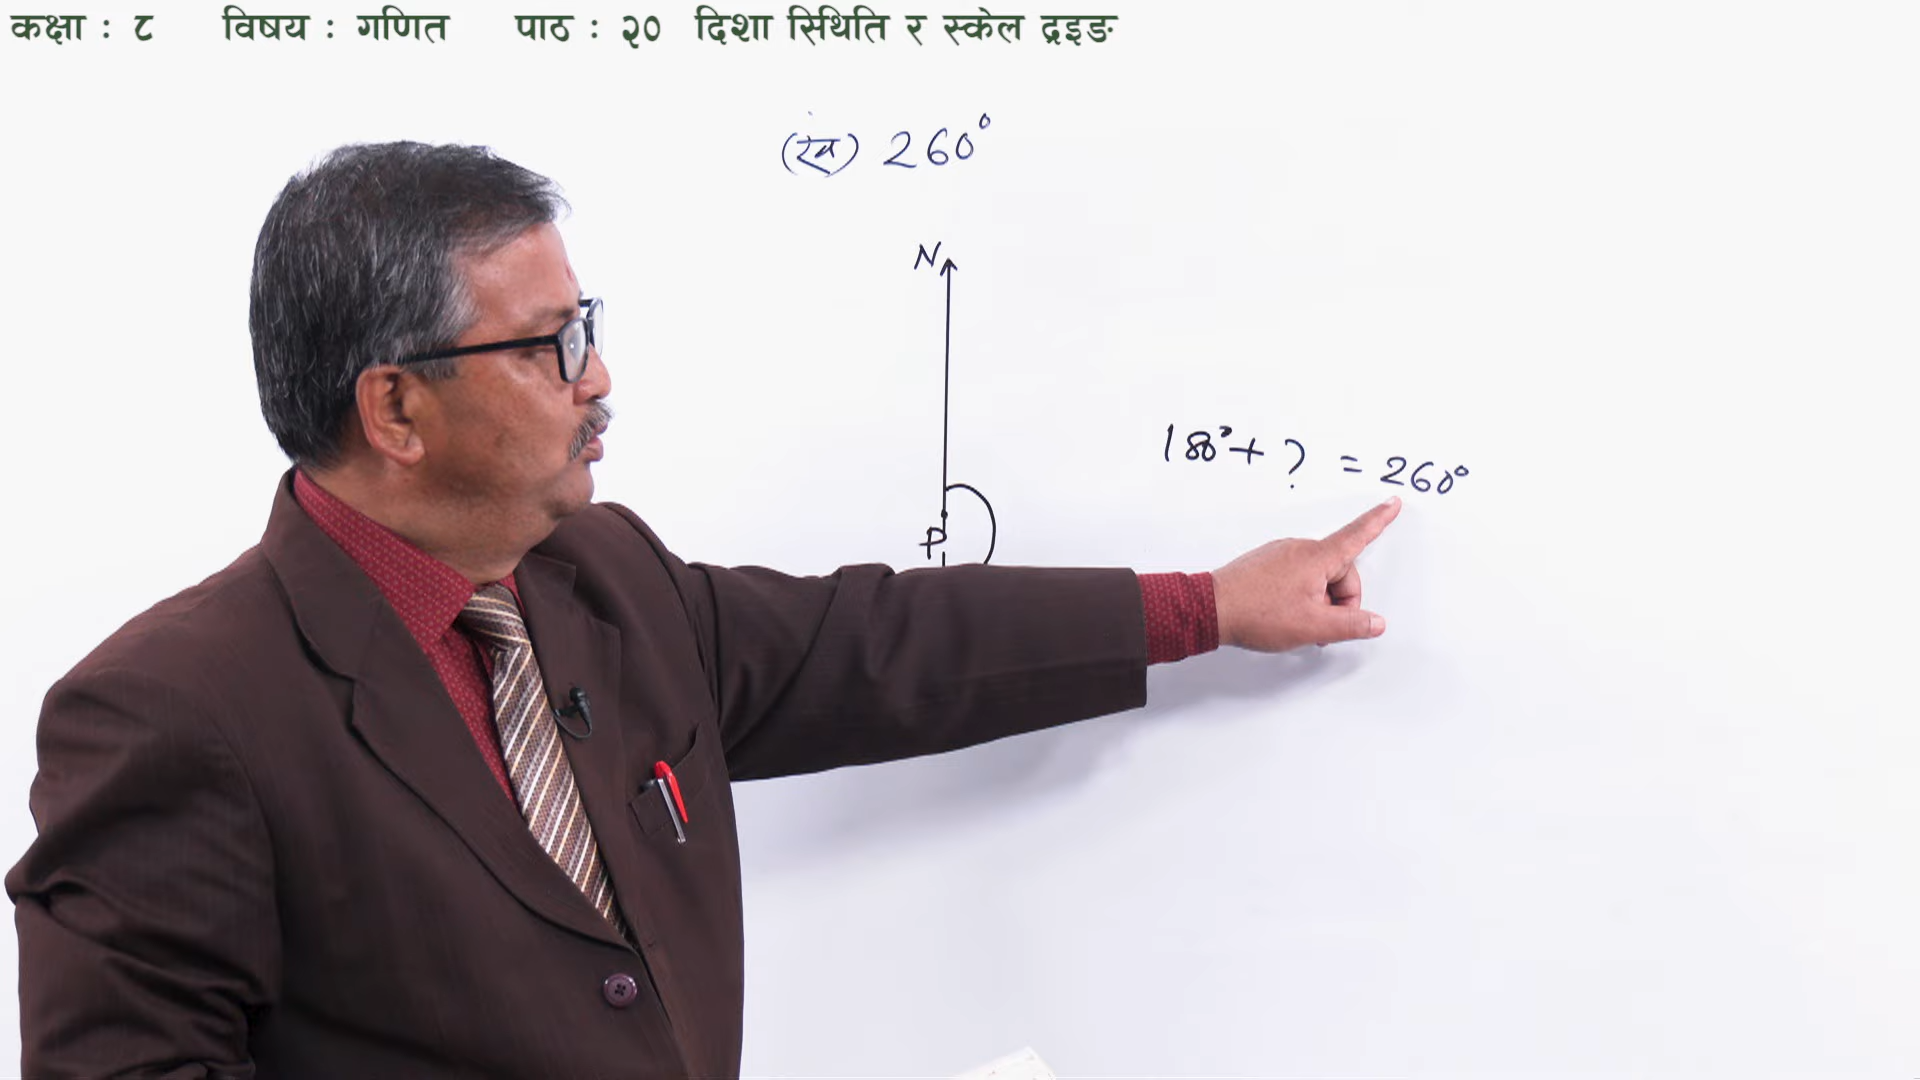 कक्षा : ८ विषय : गणित पाठ : २० दिशा स्थिति र स्केल द्रइङ
(ख) 260°
N
180° + ? = 260°
P